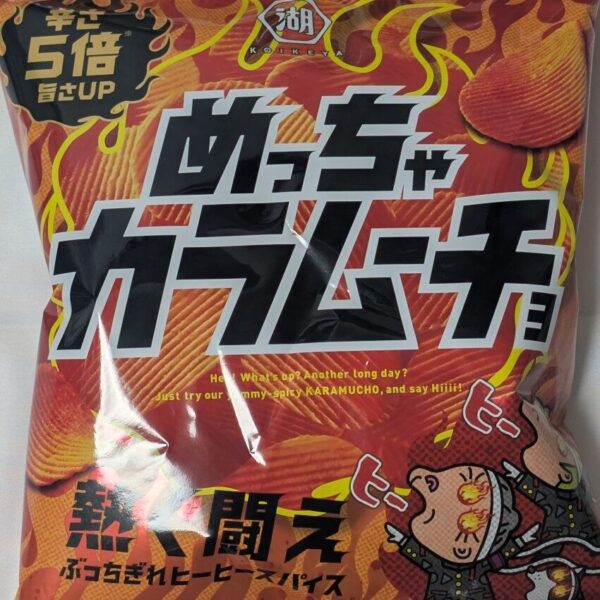 辛さ
5倍※
旨さUP
湖
KOIKEYA
めっちゃ
カラムーチョ
Hey! What's up? Another long day?
Just try our yummy-spicy KARAMUCHO, and say Hiiii!
ヒー
ヒー
熱く闘え
ぶっちぎれヒーヒースパイス